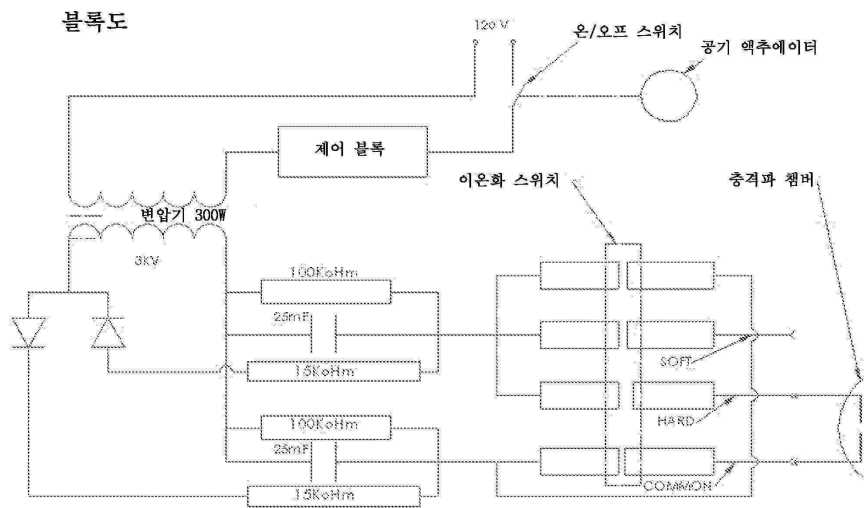 블록도
120 V
온/오프 스위치
공기 액추에이터
제어 블록
이온화 스위치
충격파 챔버
변압기 300W
3KV
100KoHm
25mF
15KoHm
SOFT
100KoHm
HARD
25mF
15KoHm
COMMON